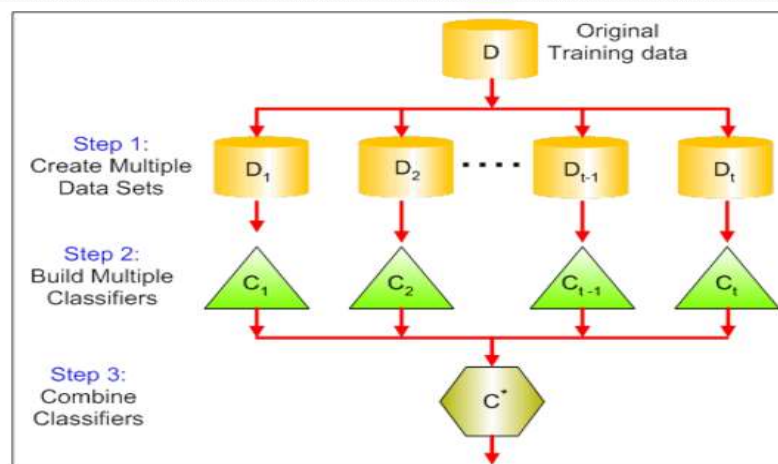 D
Original
Training data
Step 1:
Create Multiple
Data Sets
D₁
D₂
....
Dₜ₋₁
Dₜ
Step 2:
Build Multiple
Classifiers
C₁
C₂
Cₜ₋₁
Cₜ
Step 3:
Combine
Classifiers
C*